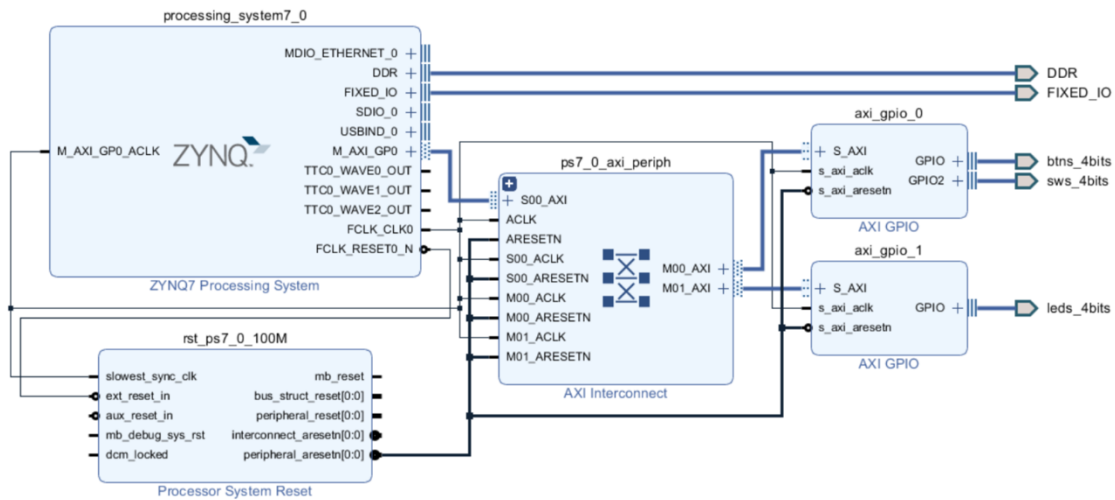 processing_system7_0
MDIO_ETHERNET_0
DDR
FIXED_IO
SDIO_0
USBIND_0
M_AXI_GP0_ACLK
ZYNQ
M_AXI_GP0
TTC0_WAVE0_OUT
TTC0_WAVE1_OUT
TTC0_WAVE2_OUT
FCLK_CLK0
FCLK_RESET0_N
ZYNQ7 Processing System
DDR
FIXED_IO
rst_ps7_0_100M
slowest_sync_clk
ext_reset_in
aux_reset_in
mb_debug_sys_rst
dcm_locked
mb_reset
bus_struct_reset[0:0]
peripheral_reset[0:0]
interconnect_aresetn[0:0]
peripheral_aresetn[0:0]
Processor System Reset
ps7_0_axi_periph
S00_AXI
ACLK
ARESETN
S00_ACLK
S00_ARESETN
M00_ACLK
M00_ARESETN
M01_ACLK
M01_ARESETN
M00_AXI
M01_AXI
AXI Interconnect
axi_gpio_0
S_AXI
s_axi_aclk
s_axi_aresetn
GPIO
GPIO2
AXI GPIO
btns_4bits
sws_4bits
axi_gpio_1
S_AXI
s_axi_aclk
s_axi_aresetn
GPIO
AXI GPIO
leds_4bits